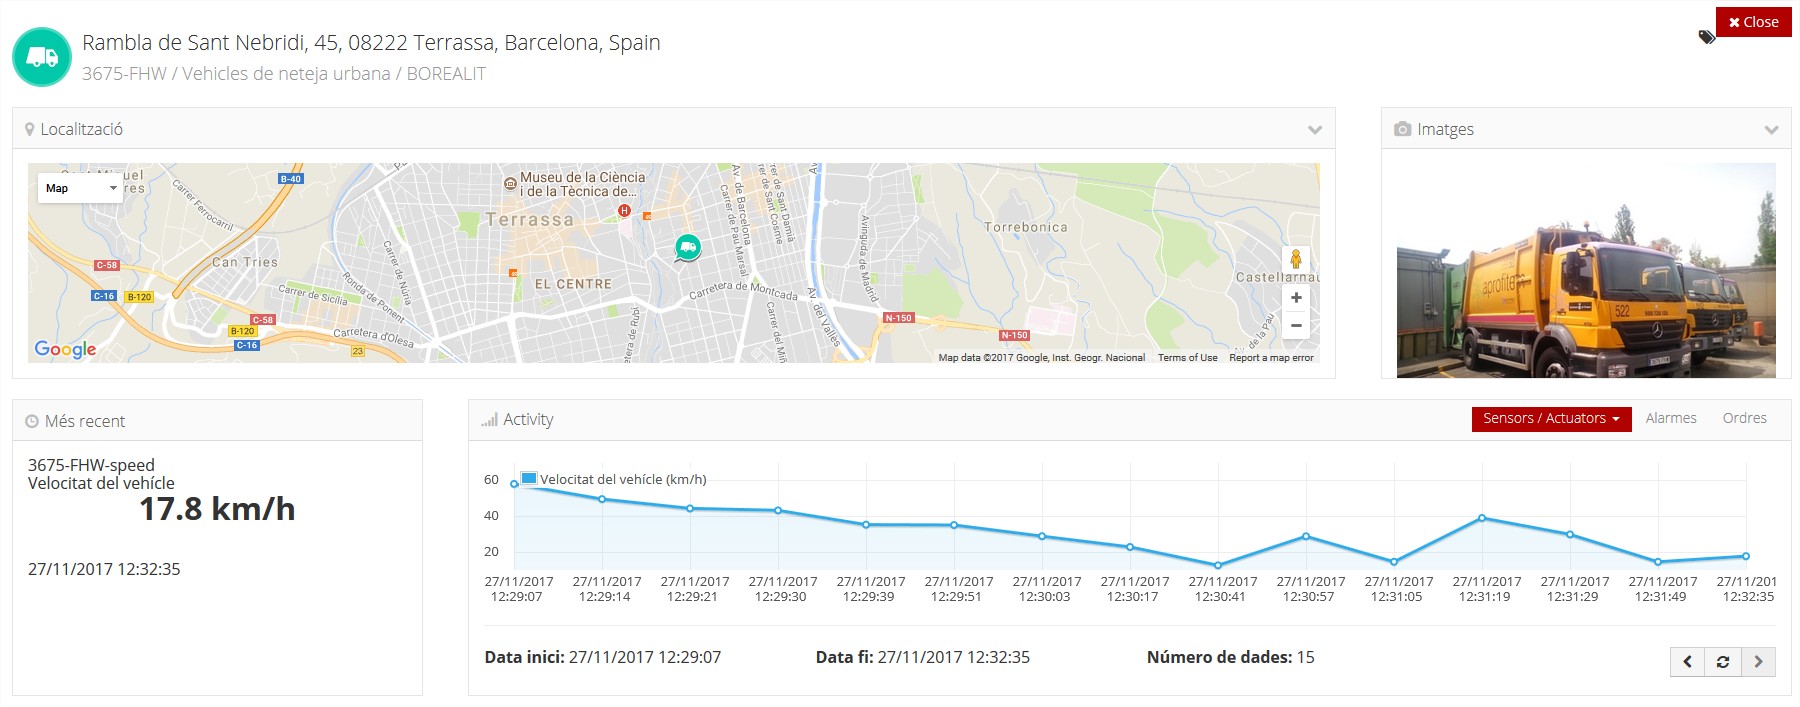 Close
Rambla de Sant Nebridi, 45, 08222 Terrassa, Barcelona, Spain
3675-FHW / Vehicles de neteja urbana / BOREALIT
Localització
Imatges
Map
B-40
Museu de la Ciència
i de la Tècnica de...
Carrer Ferrocarril
Terrassa
H
Av. de Barcelona
Carrer de Pau Marsal
Carrer de Sant Damià
Carrer de Sant Cosme
Avinguda de Madrid
Torrebonica
Can Tries
C-58
C-16
B-120
Carrer de Núria
Ronda de Ponent
Carrer de Sicília
EL CENTRE
Carretera de Montcada
Castellarnau
C-58
B-120
C-16
Carretera d'Olesa
23
Carretera de Rubí
Av. del Vallès
N-150
N-150
de la Pau
Google
Map data ©2017 Google, Inst. Geogr. Nacional
Terms of Use
Report a map error
522
Més recent
3675-FHW-speed
Velocitat del vehícle
17.8 km/h
27/11/2017 12:32:35
Activity
Sensors / Actuators
Alarmes
Ordres
Velocitat del vehícle (km/h)
60
40
20
27/11/2017 27/11/2017 27/11/2017 27/11/2017 27/11/2017 27/11/2017 27/11/2017 27/11/2017 27/11/2017 27/11/2017 27/11/2017 27/11/2017 27/11/2017 27/11/2017 27/11/201
12:29:07 12:29:14 12:29:21 12:29:30 12:29:39 12:29:51 12:30:03 12:30:17 12:30:41 12:30:57 12:31:05 12:31:19 12:31:29 12:31:49 12:32:35
Data inici: 27/11/2017 12:29:07
Data fi: 27/11/2017 12:32:35
Número de dades: 15